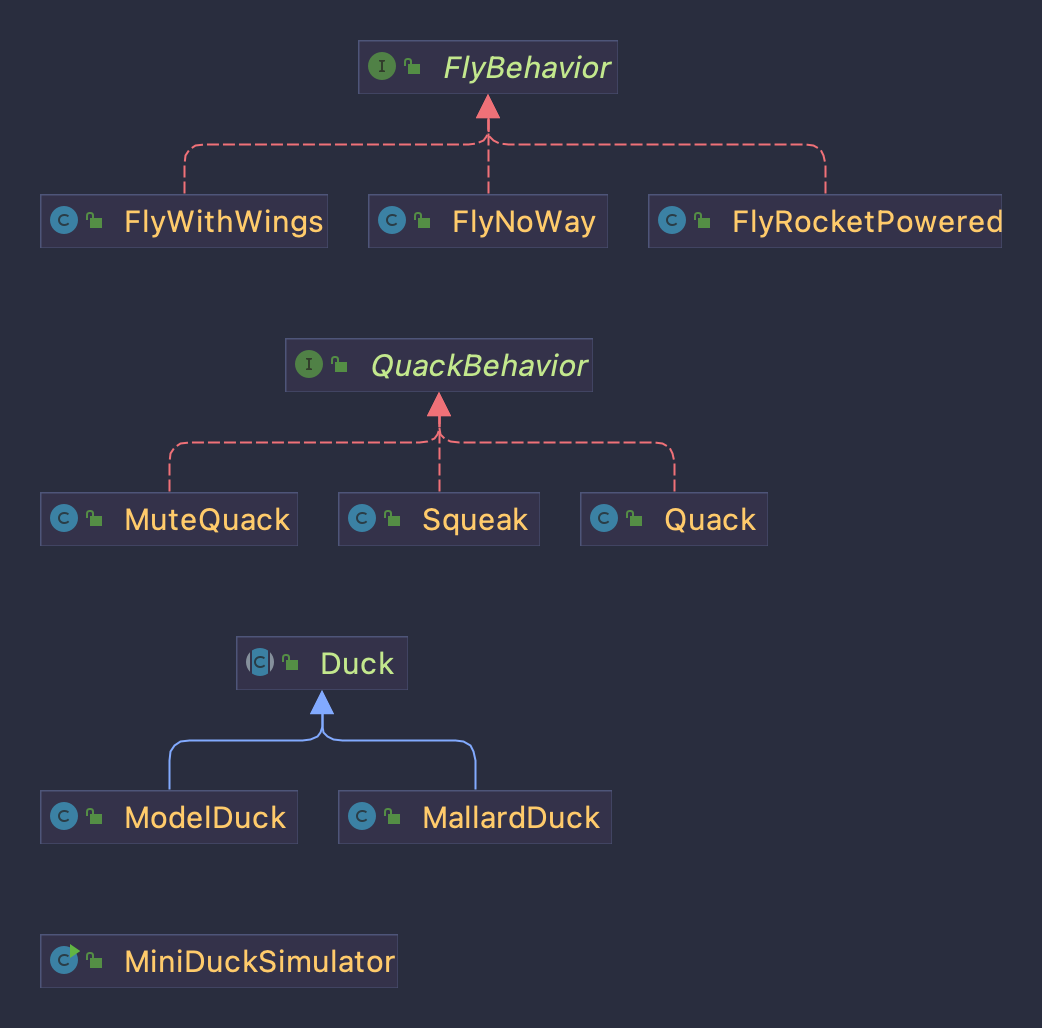 I FlyBehavior
C FlyWithWings C FlyNoWay C FlyRocketPowered
I QuackBehavior
C MuteQuack C Squeak C Quack
C Duck
C ModelDuck C MallardDuck
C MiniDuckSimulator